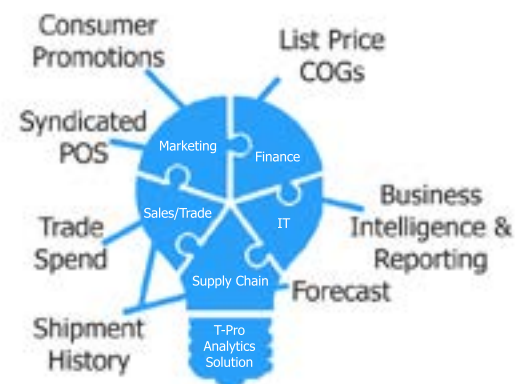 Consumer
Promotions
List Price
COGs
Syndicated
POS
Marketing
Finance
Sales/Trade
IT
Business
Intelligence &
Reporting
Trade
Spend
Supply Chain
Forecast
Shipment
History
T-Pro
Analytics
Solution